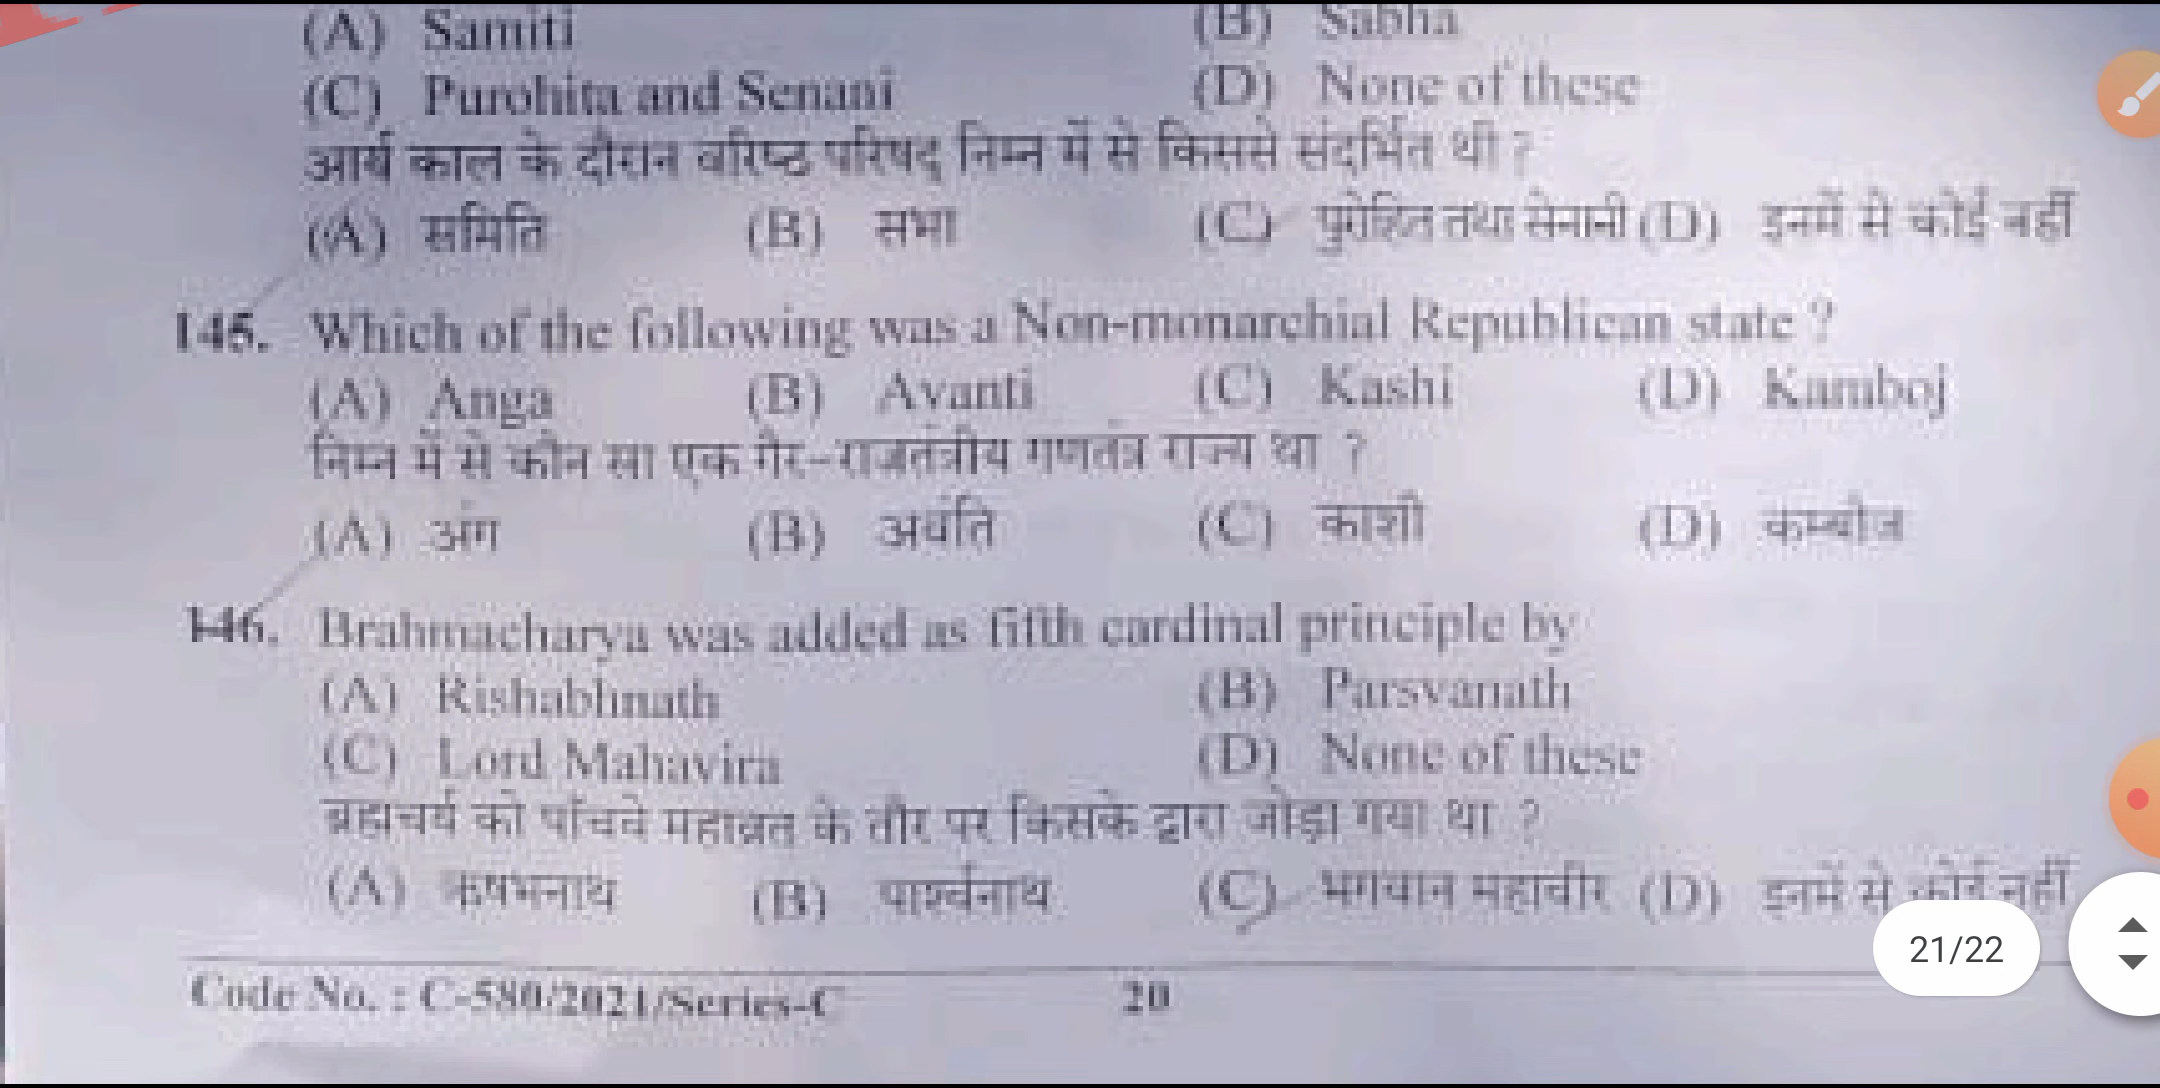 (A) Samiti (B) Sabha
(C) Purohita and Senani (D) None of these
आर्य काल के दौरान वरिष्ठ परिषद् निम्न में से किससे संदर्भित थी ?
(A) समिति (B) सभा (C) पुरोहित तथा सेनानी (D) इनमें से कोई नहीं
145. Which of the following was a Non-monarchial Republican state ?
(A) Anga (B) Avanti (C) Kashi (D) Kamboj
निम्न में से कौन सा एक गैर-राजतंत्रीय गणतंत्र राज्य था ?
(A) अंग (B) अवंति (C) काशी (D) कम्बोज
146. Brahmacharya was added as fifth cardinal principle by
(A) Rishabhnath (B) Parsvanath
(C) Lord Mahavira (D) None of these
ब्रह्मचर्य को पाँचवे महाव्रत के तौर पर किसके द्वारा जोड़ा गया था ?
(A) ऋषभनाथ (B) पार्श्वनाथ (C) भगवान महावीर (D) इनमें से कोई नहीं
21/22
Code No. : C-580/2021/Series-C 20